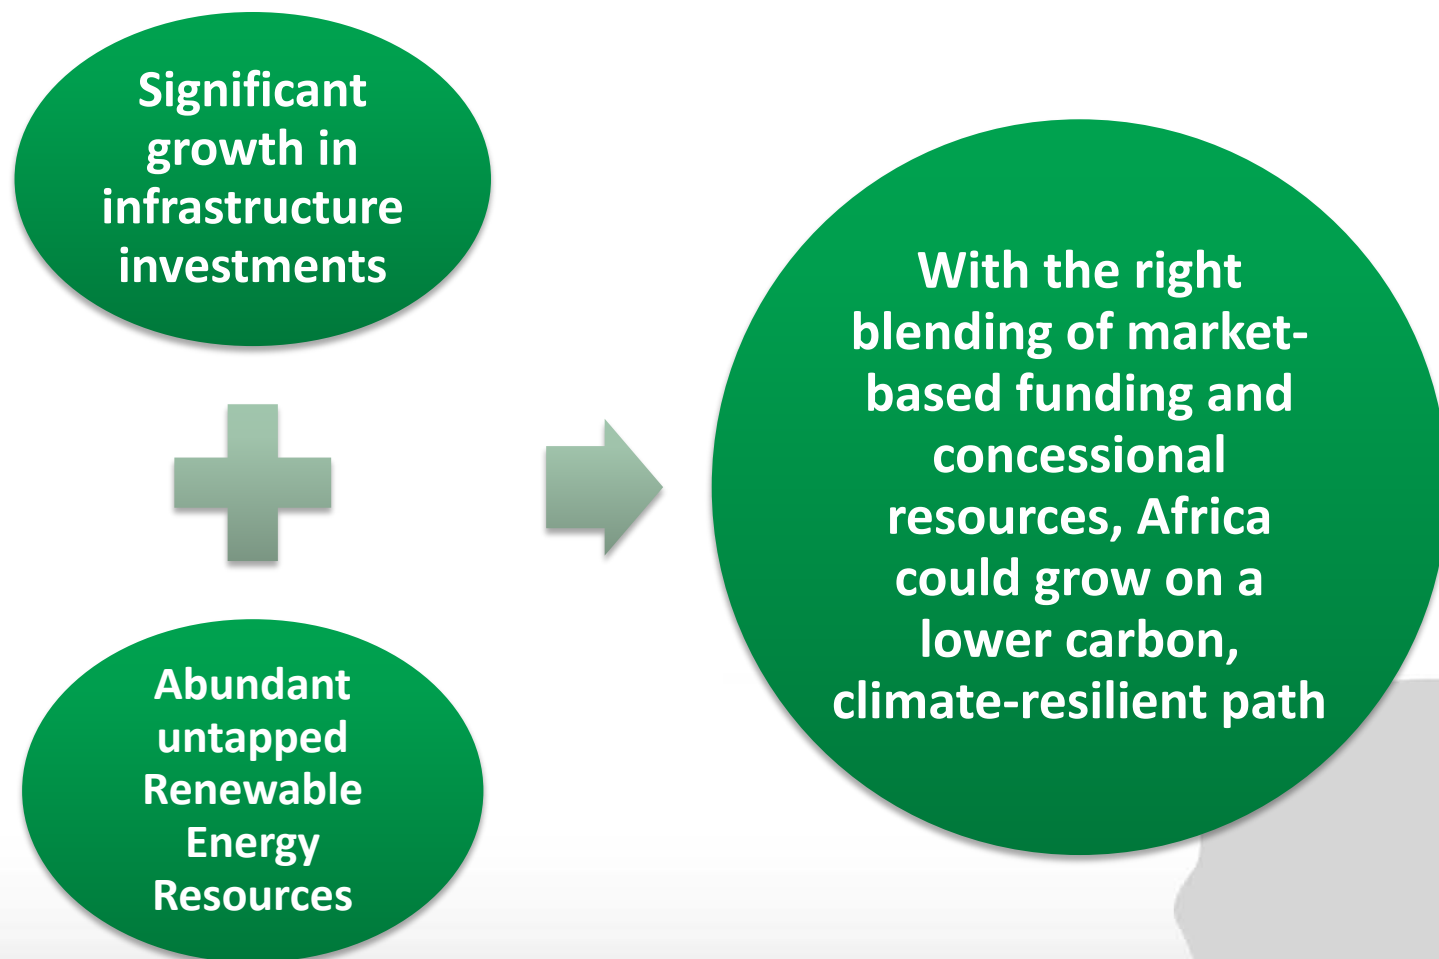 Significant
growth in
infrastructure
investments
Abundant
untapped
Renewable
Energy
Resources
With the right
blending of market-
based funding and
concessional
resources, Africa
could grow on a
lower carbon,
climate-resilient path